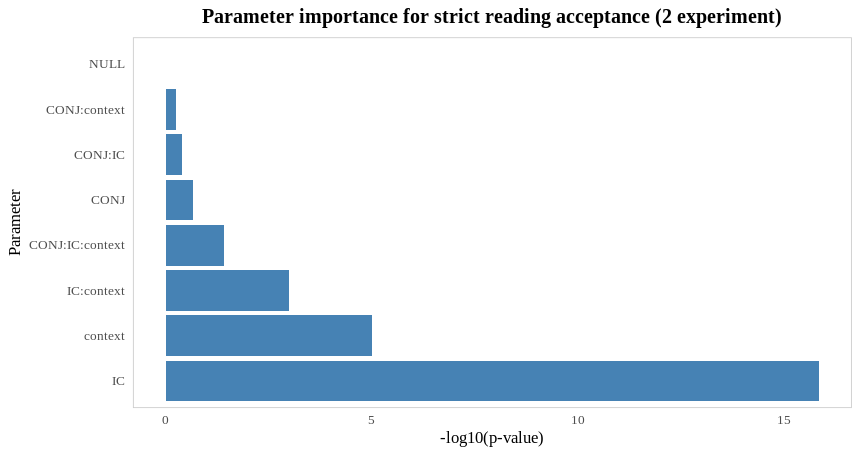 Parameter importance for strict reading acceptance (2 experiment)
NULL
CONJ:context
CONJ:IC
CONJ
CONJ:IC:context
IC:context
context
IC
Parameter
0 5 10 15
-log10(p-value)